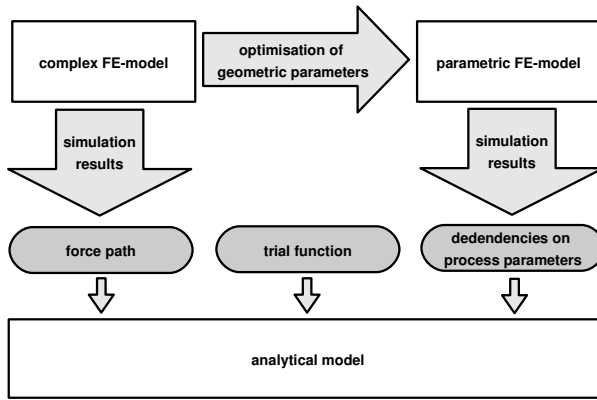 complex FE-model
optimisation of
geometric parameters
parametric FE-model
simulation
results
simulation
results
force path
trial function
dedendencies on
process parameters
analytical model